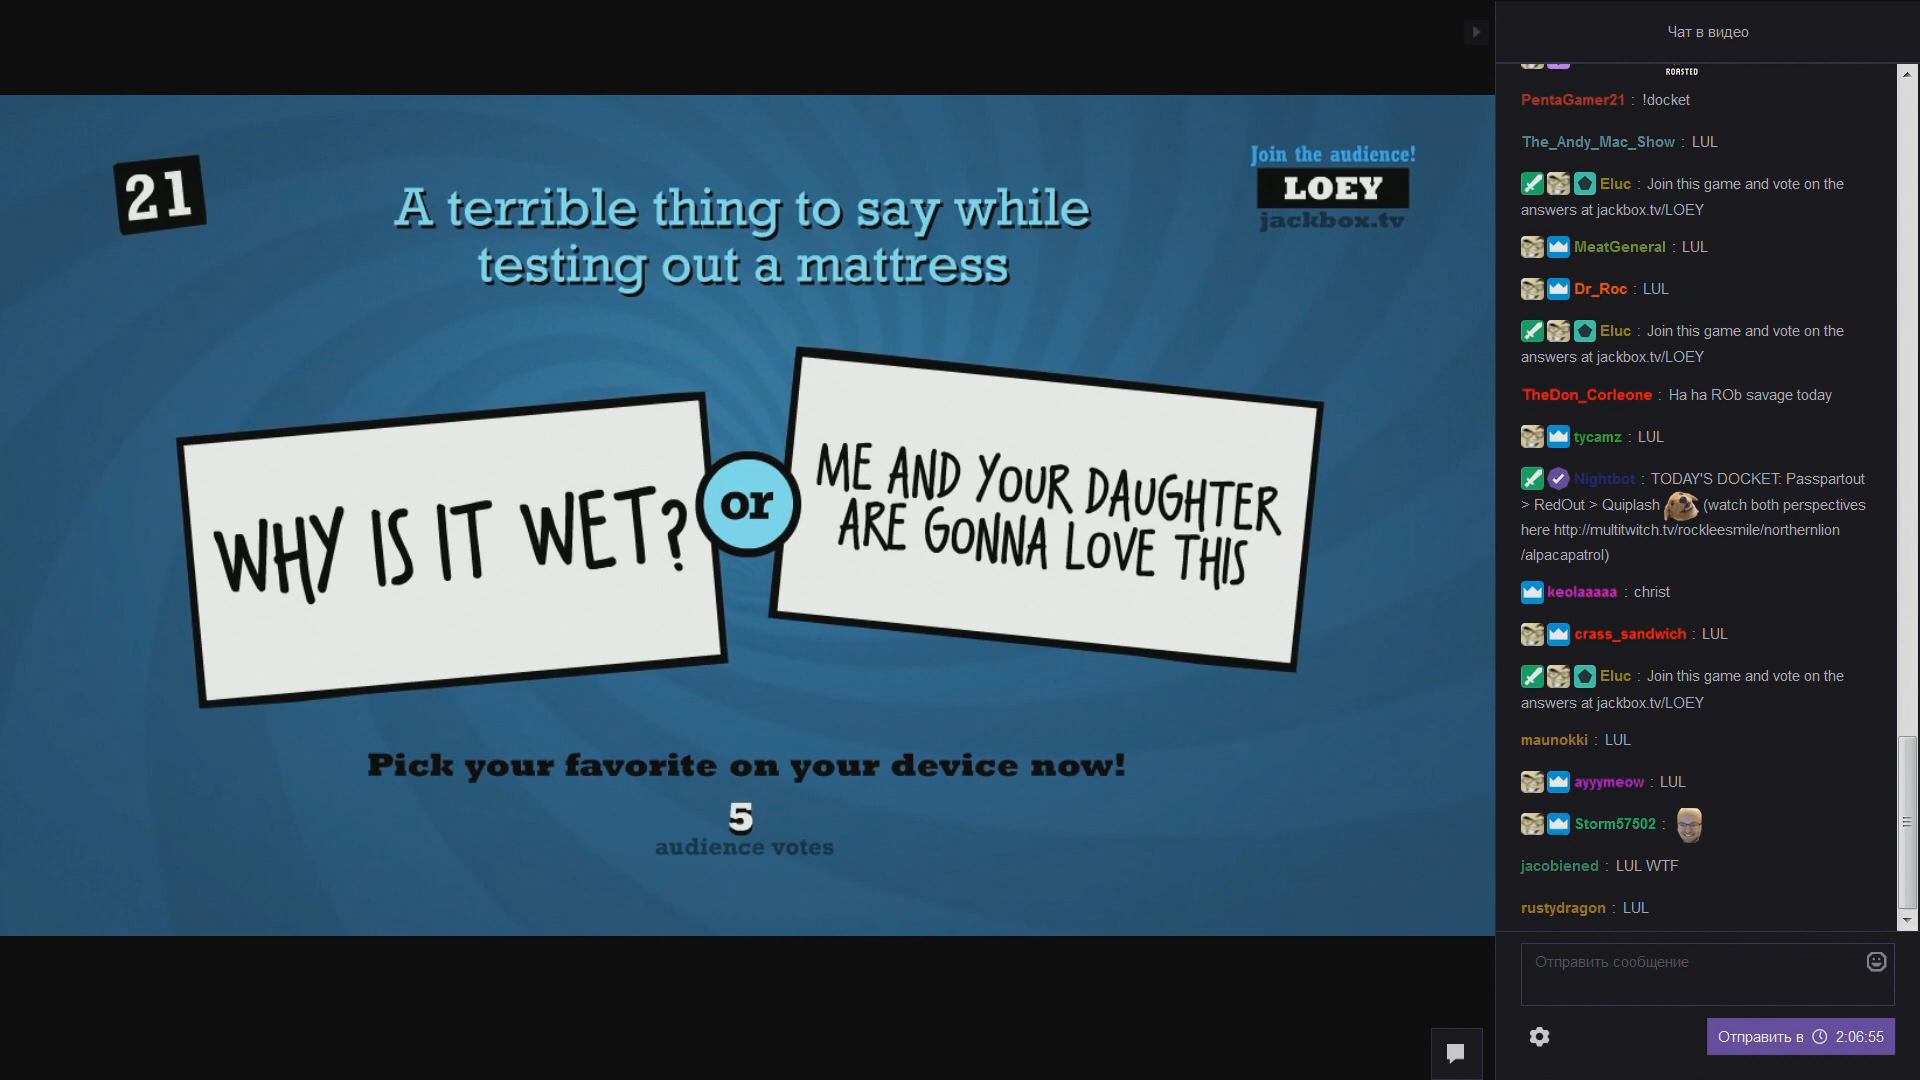 21
A terrible thing to say while
testing out a mattress
Join the audience!
LOEY
jackbox.tv
WHY IS IT WET?
or
ME AND YOUR DAUGHTER
ARE GONNA LOVE THIS
Pick your favorite on your device now!
5
audience votes
Чат в видео
ROASTED
PentaGamer21 : !docket
The_Andy_Mac_Show : LUL
Eluc : Join this game and vote on the
answers at jackbox.tv/LOEY
MeatGeneral : LUL
Dr_Roc : LUL
Eluc : Join this game and vote on the
answers at jackbox.tv/LOEY
TheDon_Corleone : Ha ha ROb savage today
tycamz : LUL
Nightbot : TODAY'S DOCKET: Passpartout
> RedOut > Quiplash (watch both perspectives
here http://multitwitch.tv/rockleesmile/northernlion
/alpacapatrol)
keolaaaaa : christ
crass_sandwich : LUL
Eluc : Join this game and vote on the
answers at jackbox.tv/LOEY
maunokki : LUL
ayyymeow : LUL
Storm57502 :
jacobiened : LUL WTF
rustydragon : LUL
Отправить сообщение
Отправить в 2:06:55